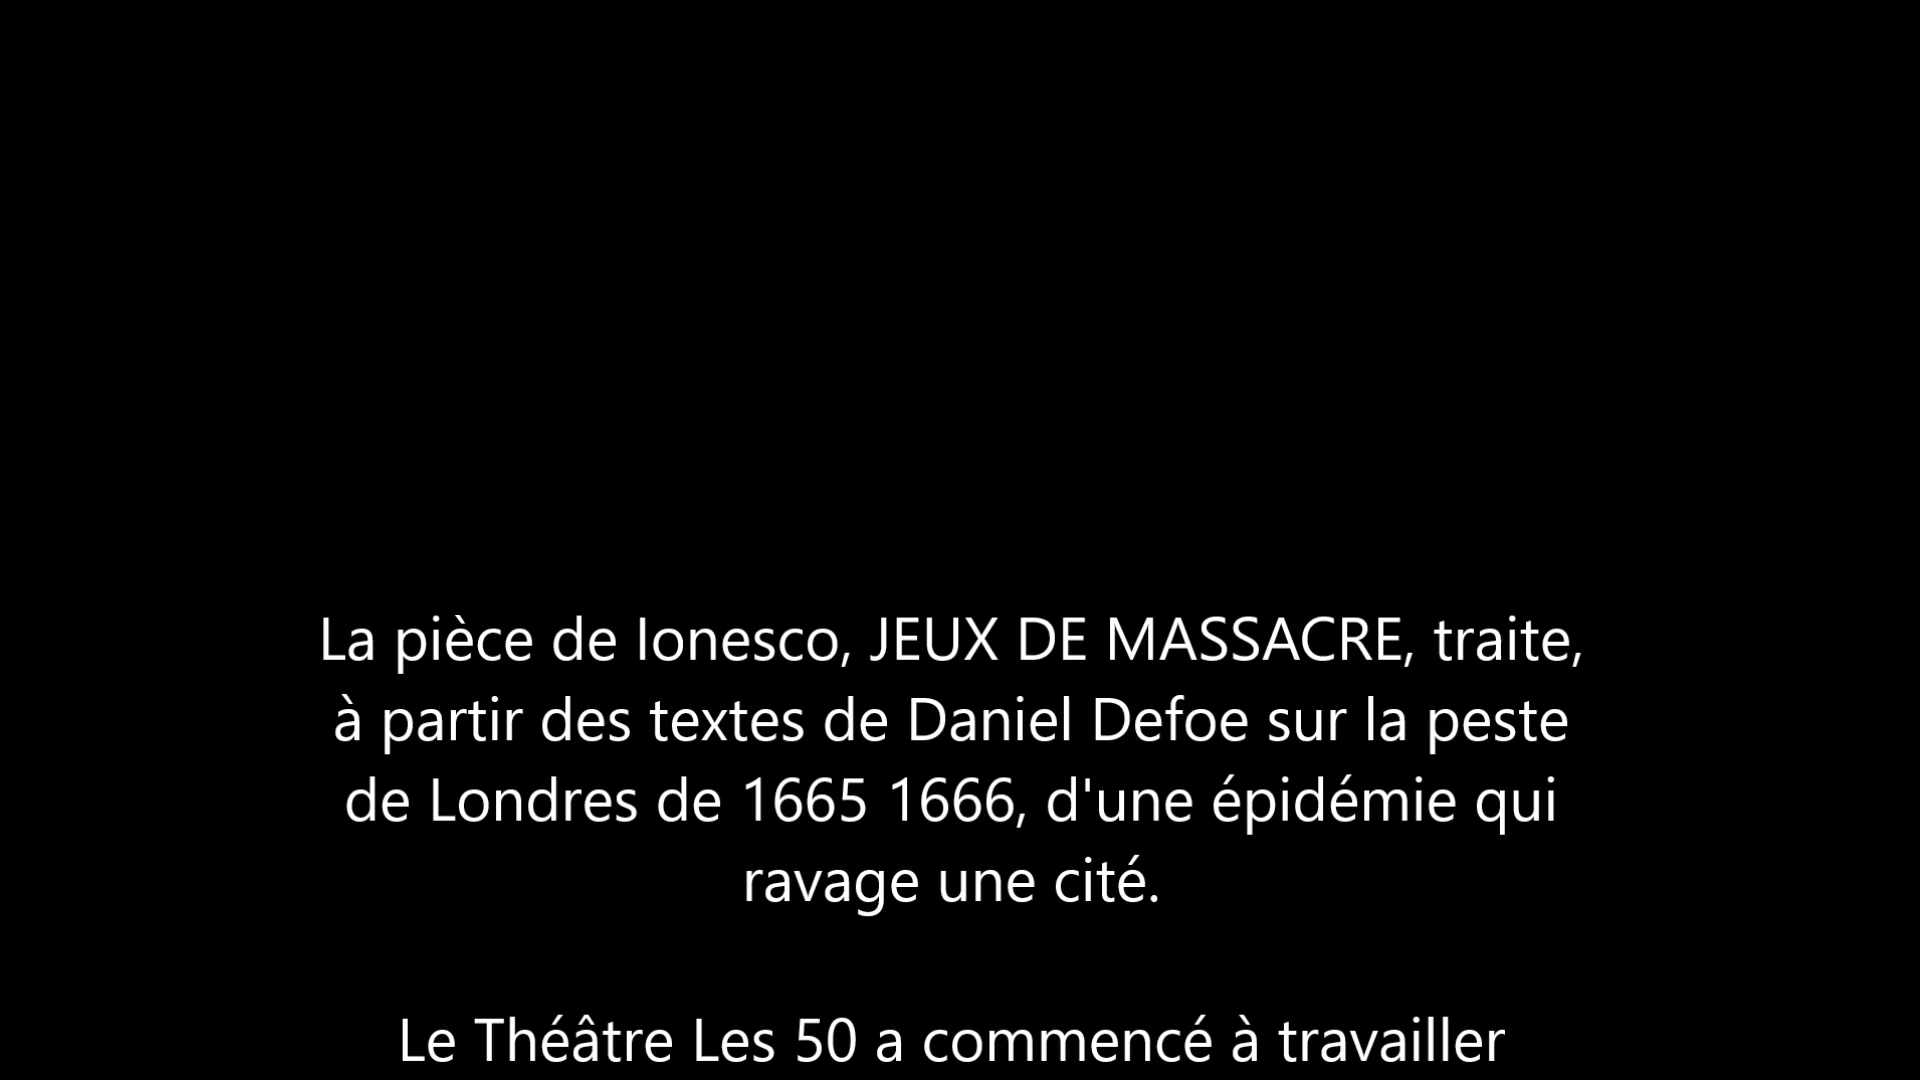 La pièce de Ionesco, JEUX DE MASSACRE, traite,
à partir des textes de Daniel Defoe sur la peste
de Londres de 1665 1666, d'une épidémie qui
ravage une cité.
Le Théâtre Les 50 a commencé à travailler